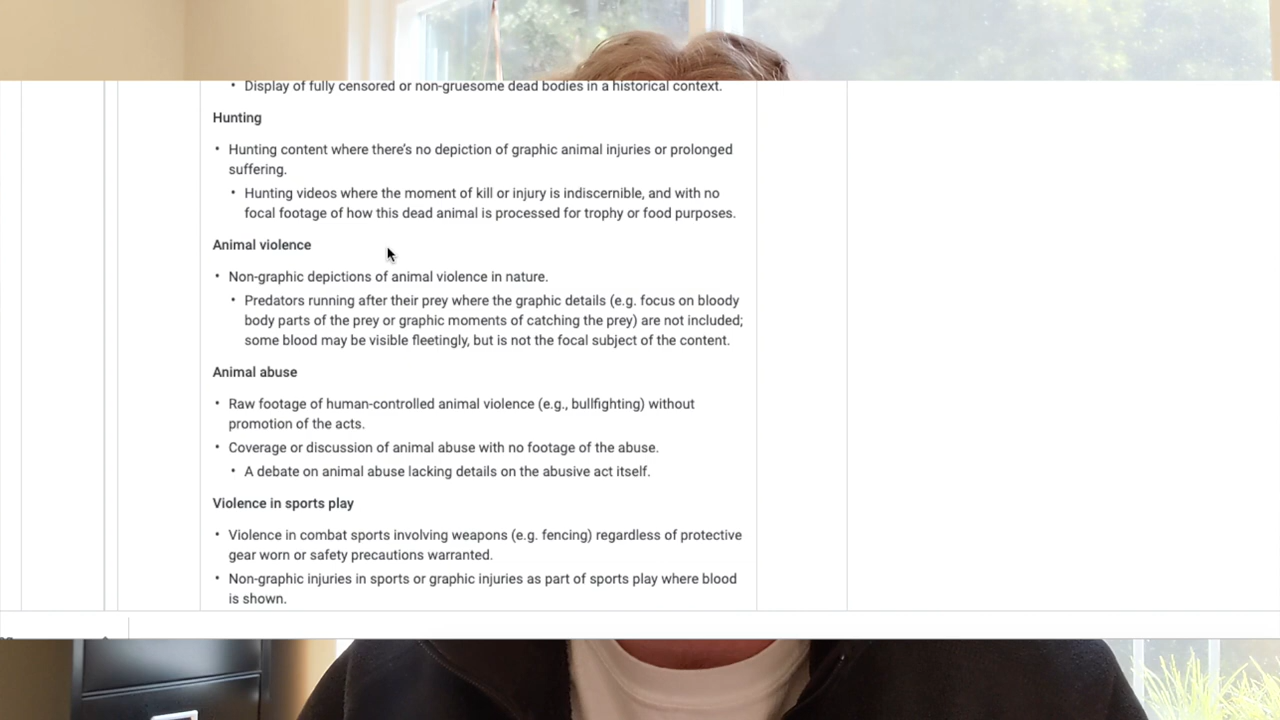 • Display of fully censored or non-gruesome dead bodies in a historical context.
Hunting
• Hunting content where there's no depiction of graphic animal injuries or prolonged
suffering.
• Hunting videos where the moment of kill or injury is indiscernible, and with no
focal footage of how this dead animal is processed for trophy or food purposes.
Animal violence
• Non-graphic depictions of animal violence in nature.
• Predators running after their prey where the graphic details (e.g. focus on bloody
body parts of the prey or graphic moments of catching the prey) are not included;
some blood may be visible fleetingly, but is not the focal subject of the content.
Animal abuse
• Raw footage of human-controlled animal violence (e.g., bullfighting) without
promotion of the acts.
• Coverage or discussion of animal abuse with no footage of the abuse.
• A debate on animal abuse lacking details on the abusive act itself.
Violence in sports play
• Violence in combat sports involving weapons (e.g. fencing) regardless of protective
gear worn or safety precautions warranted.
• Non-graphic injuries in sports or graphic injuries as part of sports play where blood
is shown.